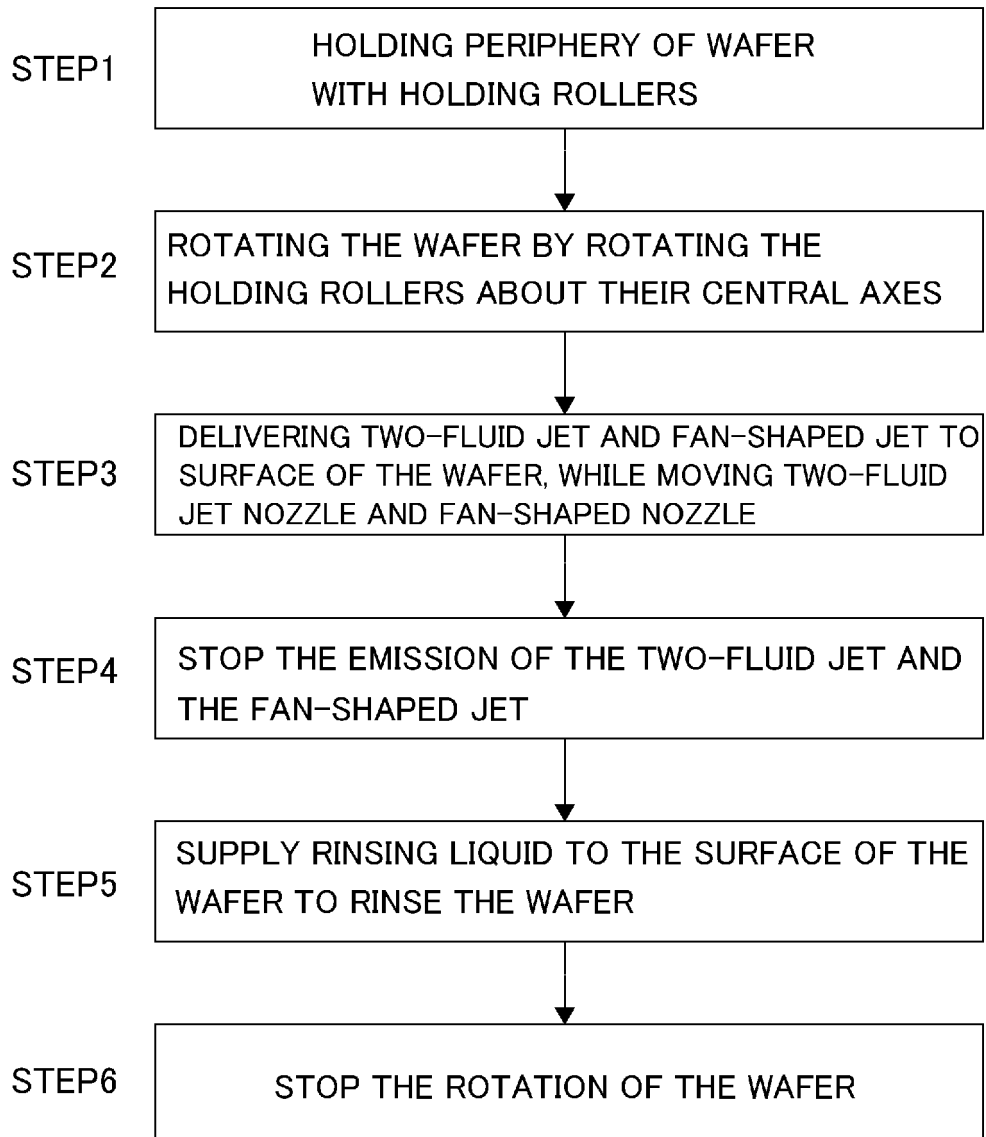 STEP1
HOLDING PERIPHERY OF WAFER
WITH HOLDING ROLLERS
STEP2
ROTATING THE WAFER BY ROTATING THE
HOLDING ROLLERS ABOUT THEIR CENTRAL AXES
STEP3
DELIVERING TWO-FLUID JET AND FAN-SHAPED JET TO
SURFACE OF THE WAFER, WHILE MOVING TWO-FLUID
JET NOZZLE AND FAN-SHAPED NOZZLE
STEP4
STOP THE EMISSION OF THE TWO-FLUID JET AND
THE FAN-SHAPED JET
STEP5
SUPPLY RINSING LIQUID TO THE SURFACE OF THE
WAFER TO RINSE THE WAFER
STEP6
STOP THE ROTATION OF THE WAFER